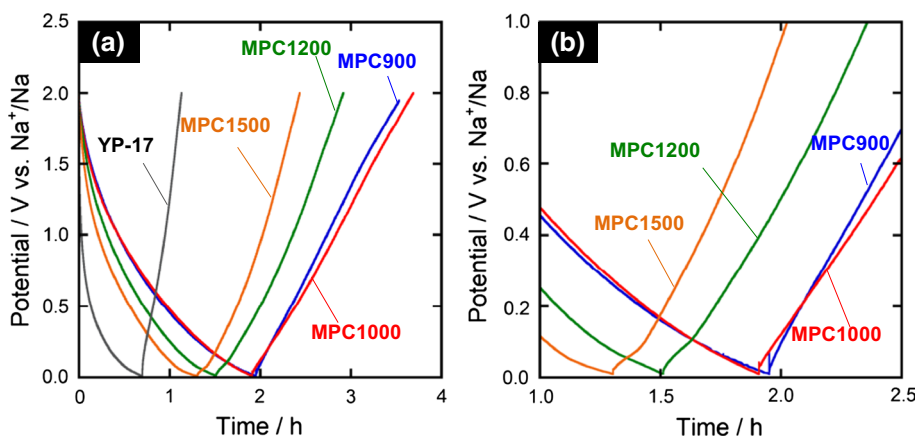 (a)
MPC1200
MPC900
YP-17
MPC1500
MPC1000
2.5
2.0
1.5
1.0
0.5
0.0
0
1
2
3
4
Potential / V vs. Na⁺/Na
Time / h
(b)
MPC1200
MPC900
MPC1500
MPC1000
1.0
0.8
0.6
0.4
0.2
0.0
1.0
1.5
2.0
2.5
Potential / V vs. Na⁺/Na
Time / h